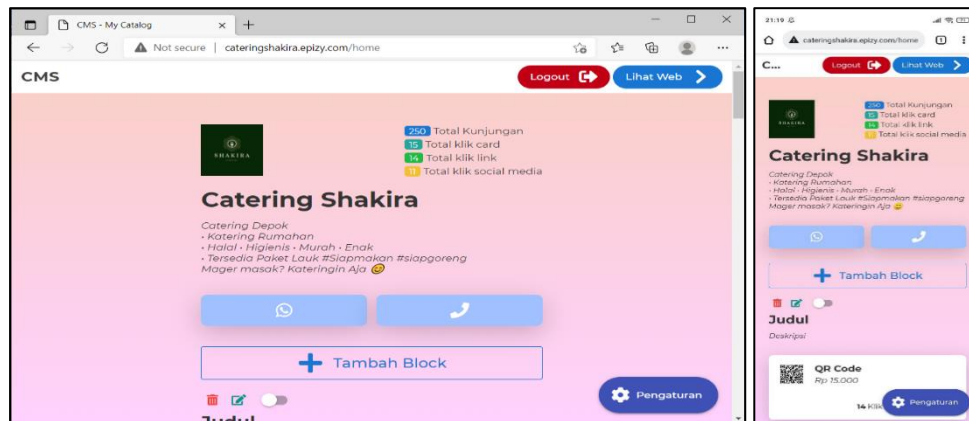 CMS - My Catalog
Not secure | cateringshakira.epizy.com/home
CMS
Logout
Lihat Web
SHAKIRA
250 Total Kunjungan
15 Total klik card
14 Total klik link
11 Total klik social media
Catering Shakira
Catering Depok
• Katering Rumahan
• Halal • Higienis • Murah • Enak
• Tersedia Paket Lauk #Siapmakan #siapgoreng
Mager masak? Kateringin Aja
Tambah Block
Pengaturan
Judul
21:19
cateringshakira.epizy.com/home
1
C...
Logout
Lihat Web
SHAKIRA
250 Total Kunjungan
15 Total klik card
14 Total klik link
11 Total klik social media
Catering Shakira
Catering Depok
• Katering Rumahan
• Halal • Higienis • Murah • Enak
• Tersedia Paket Lauk #Siapmakan #siapgoreng
Mager masak? Kateringin Aja
Tambah Block
Judul
Deskripsi
QR Code
Rp 15.000
14 Klik
Pengaturan